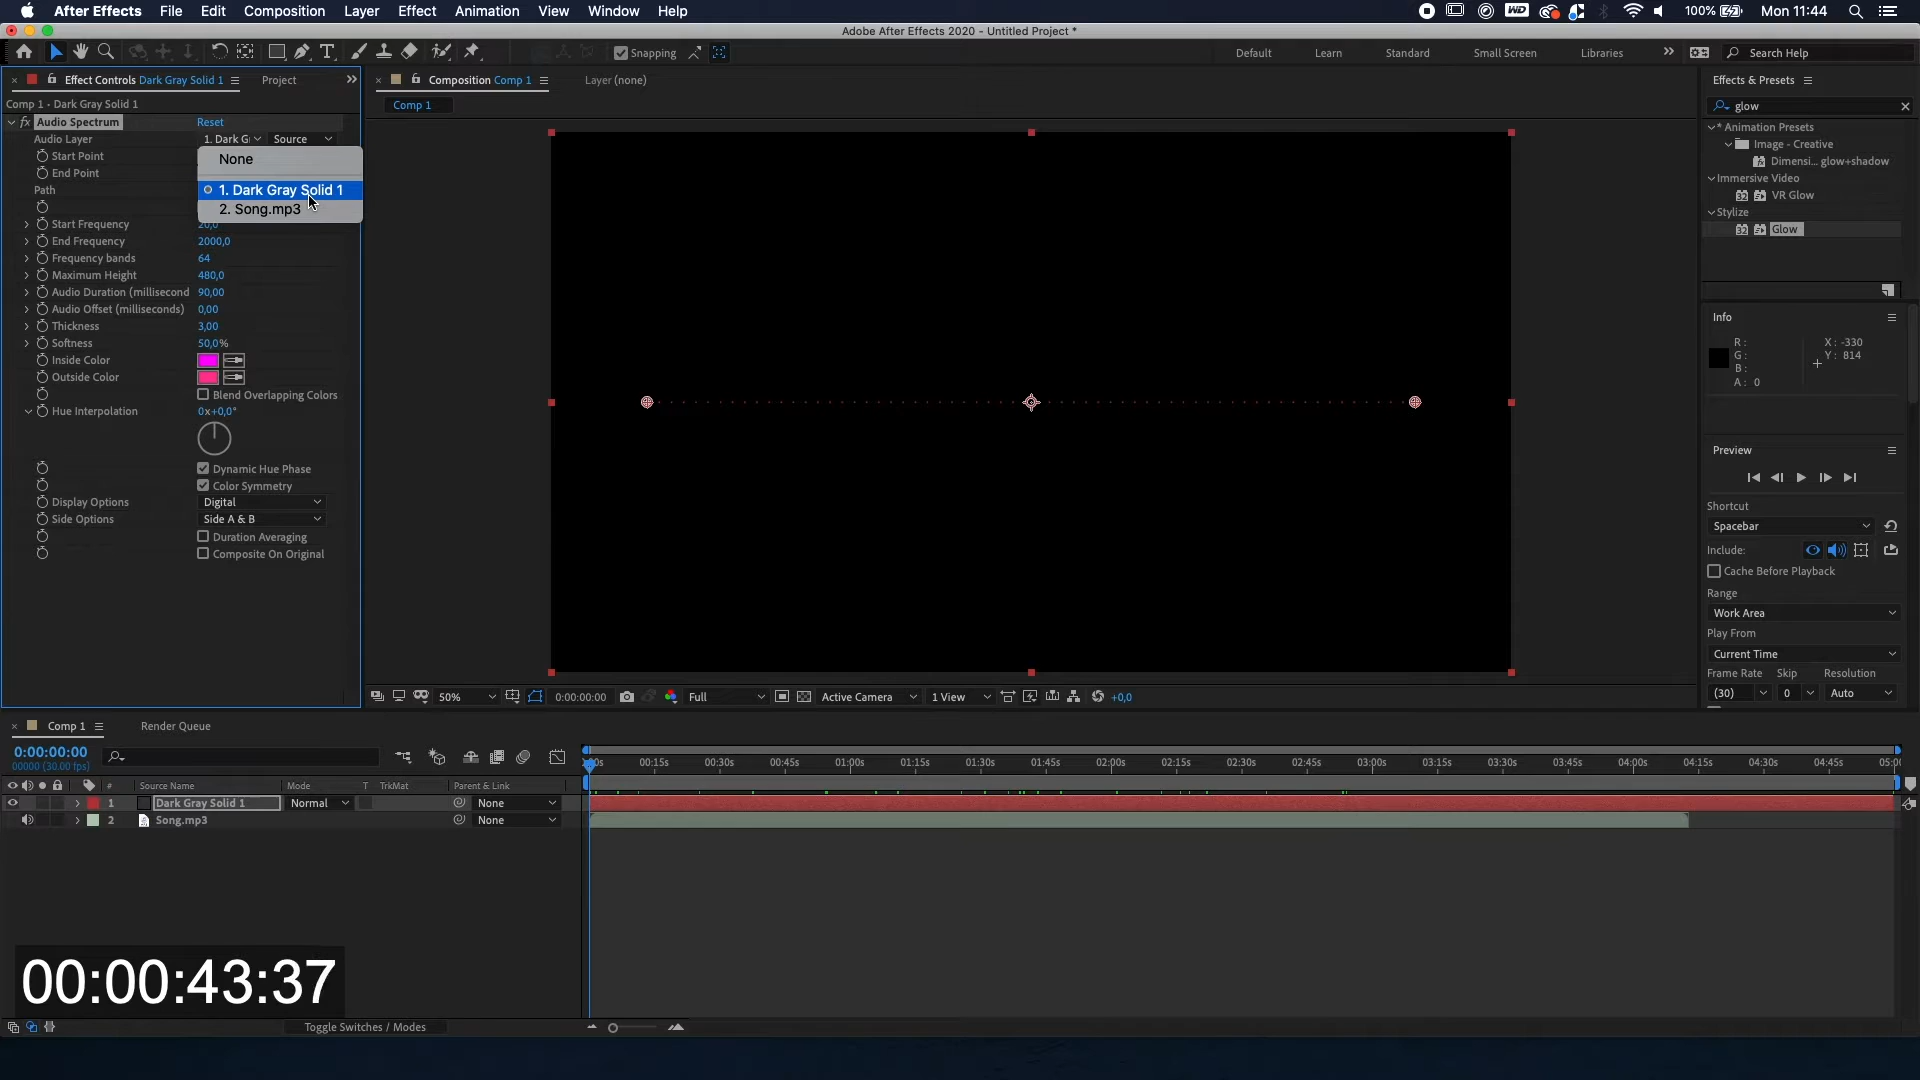 After Effects File Edit Composition Layer Effect Animation View Window Help 100% Mon 11:44
Adobe After Effects 2020 - Untitled Project *
Snapping Default Learn Standard Small Screen Libraries Search Help
Effect Controls Dark Gray Solid 1 Project
Comp 1 · Dark Gray Solid 1
fx Audio Spectrum Reset
Audio Layer 1. Dark G Source
Start Point
End Point
Path
None
1. Dark Gray Solid 1
2. Song.mp3
Start Frequency 20,0
End Frequency 2000,0
Frequency bands 64
Maximum Height 480,0
Audio Duration (millisecond 90,00
Audio Offset (milliseconds) 0,00
Thickness 3,00
Softness 50,0%
Inside Color
Outside Color
Blend Overlapping Colors
Hue Interpolation 0x+0,0°
Dynamic Hue Phase
Color Symmetry
Display Options Digital
Side Options Side A & B
Duration Averaging
Composite On Original
Composition Comp 1 Layer (none)
Comp 1
50% 0:00:00:00 Full Active Camera 1 View +0,0
Effects & Presets
glow
* Animation Presets
Image - Creative
Dimensi... glow+shadow
Immersive Video
VR Glow
Stylize
Glow
Info
R : X : -330
G : Y : 814
B :
A : 0
Preview
Shortcut
Spacebar
Include:
Cache Before Playback
Range
Work Area
Play From
Current Time
Frame Rate Skip Resolution
(30) 0 Auto
Comp 1 Render Queue
0:00:00:00
00000 (30.00 fps)
00s 00:15s 00:30s 00:45s 01:00s 01:15s 01:30s 01:45s 02:00s 02:15s 02:30s 02:45s 03:00s 03:15s 03:30s 03:45s 04:00s 04:15s 04:30s 04:45s 05:0
# Source Name Mode T TrkMat Parent & Link
1 Dark Gray Solid 1 Normal None
2 Song.mp3 None
00:00:43:37
Toggle Switches / Modes